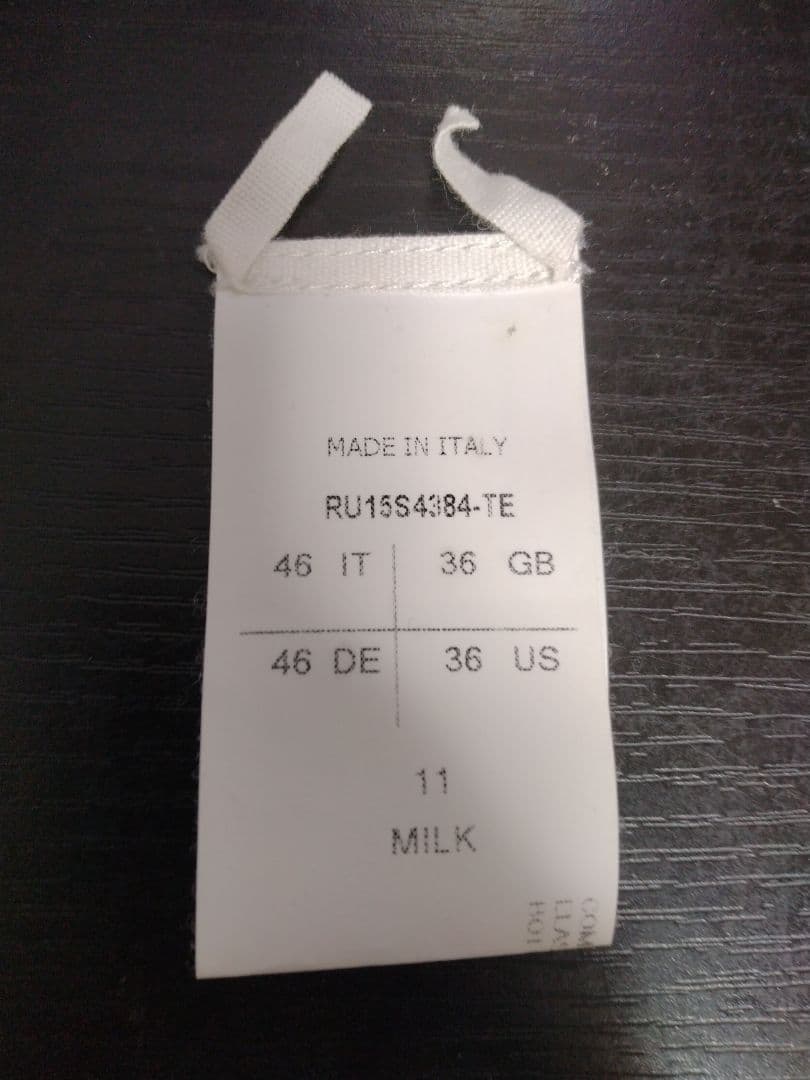 MADE IN ITALY
RU15S4384-TE
46 IT 36 GB
46 DE 36 US
11
MILK